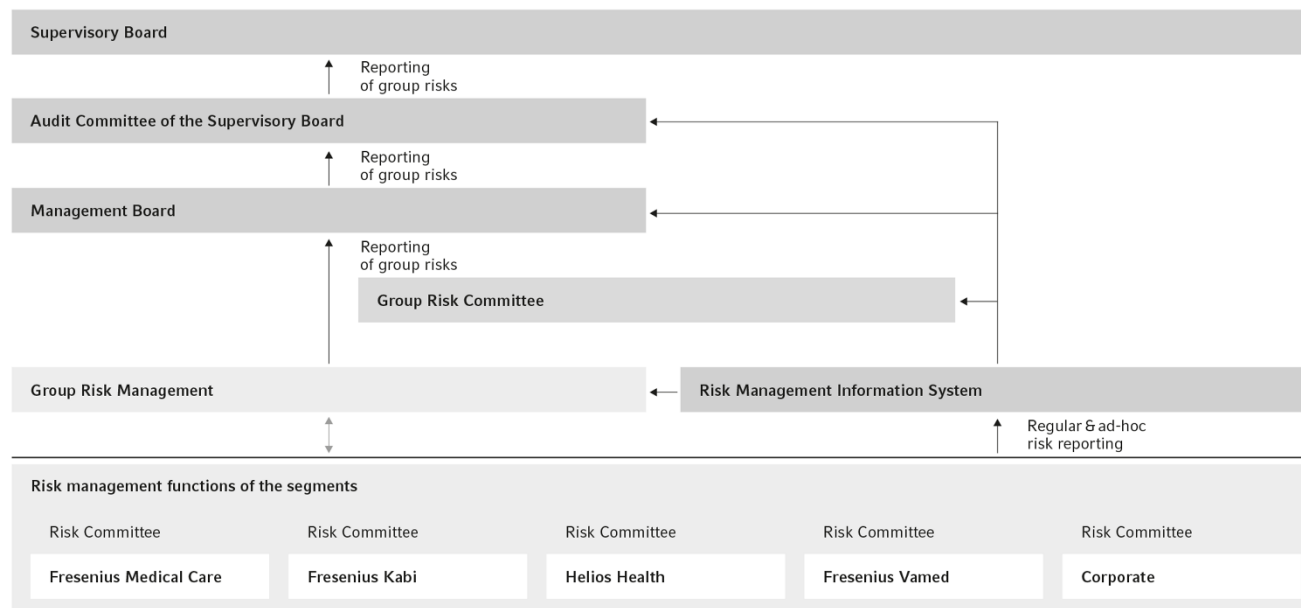 Supervisory Board
Reporting
of group risks
Audit Committee of the Supervisory Board
Reporting
of group risks
Management Board
Reporting
of group risks
Group Risk Committee
Group Risk Management
Risk Management Information System
Regular & ad-hoc
risk reporting
Risk management functions of the segments
Risk Committee
Risk Committee
Risk Committee
Risk Committee
Risk Committee
Fresenius Medical Care
Fresenius Kabi
Helios Health
Fresenius Vamed
Corporate